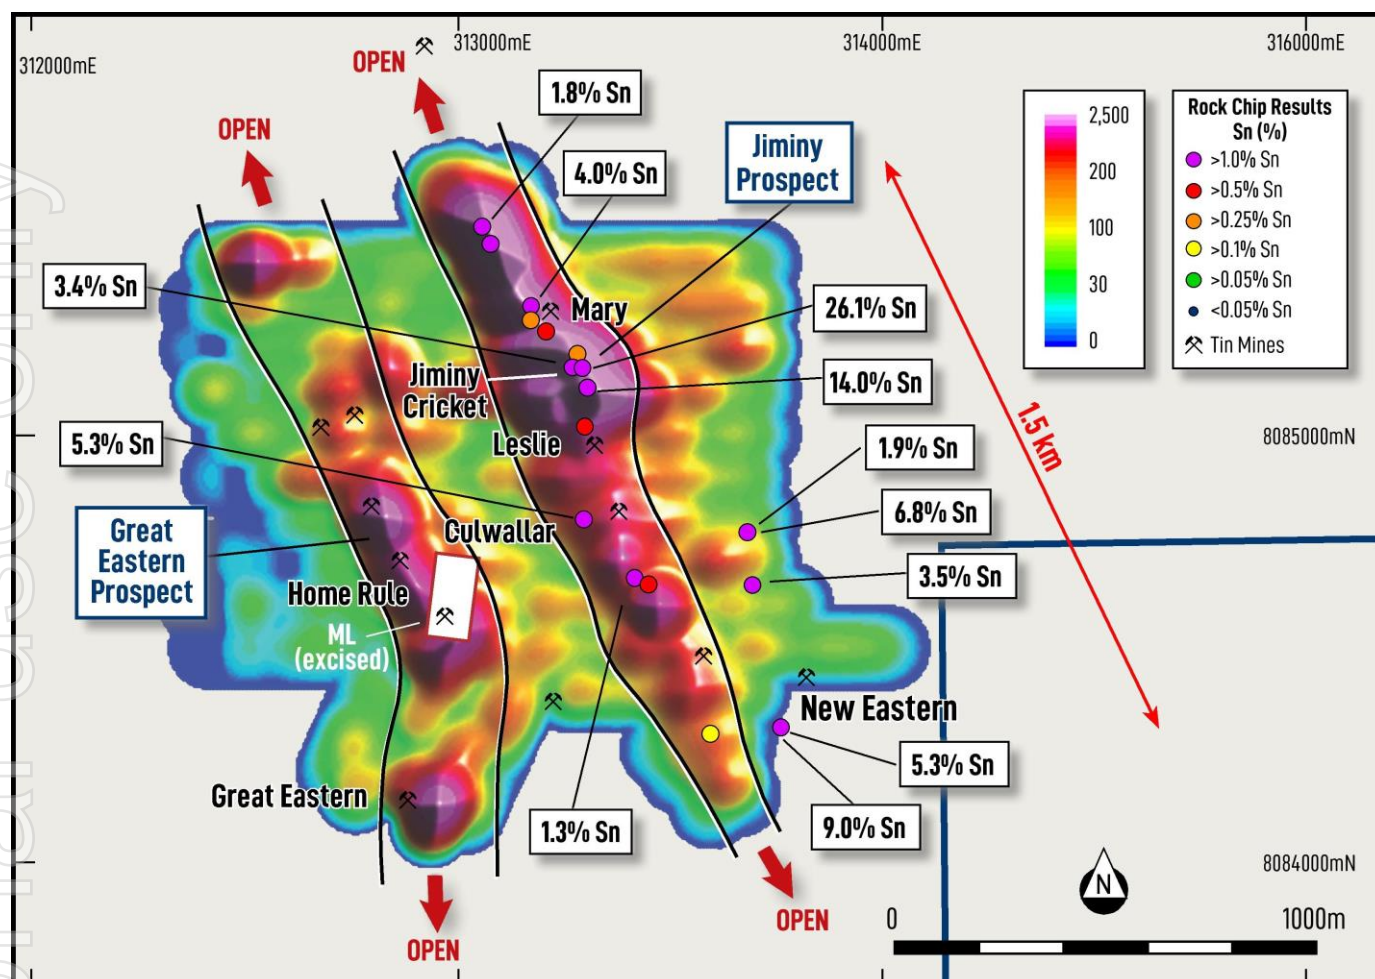 312000mE
313000mE
314000mE
316000mE
OPEN
OPEN
1.8% Sn
4.0% Sn
Jiminy
Prospect
2,500
200
100
30
0
Rock Chip Results
Sn (%)
>1.0% Sn
>0.5% Sn
>0.25% Sn
>0.1% Sn
>0.05% Sn
<0.05% Sn
Tin Mines
3.4% Sn
Mary
26.1% Sn
Jiminy
Cricket
14.0% Sn
1.5 km
5.3% Sn
Leslie
8085000mN
1.9% Sn
6.8% Sn
Great
Eastern
Prospect
Culwallar
3.5% Sn
Home Rule
ML
(excised)
New Eastern
5.3% Sn
Great Eastern
1.3% Sn
9.0% Sn
8084000mN
N
OPEN
OPEN
0
1000m